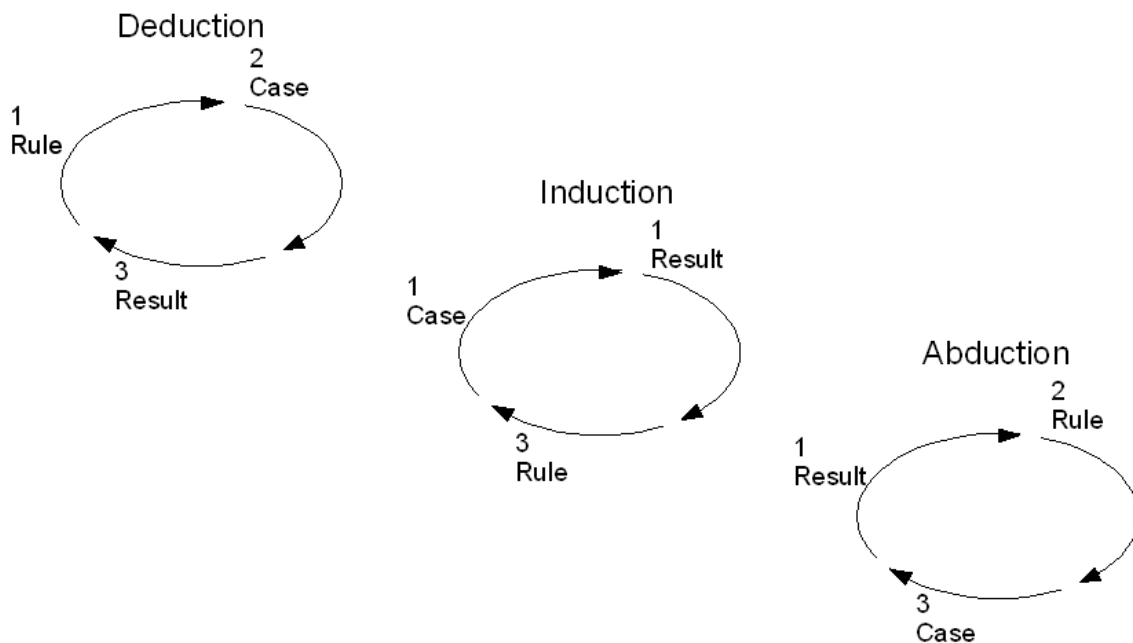 Deduction
2
Case
1
Rule
3
Result
Induction
1
Result
1
Case
3
Rule
Abduction
2
Rule
1
Result
3
Case